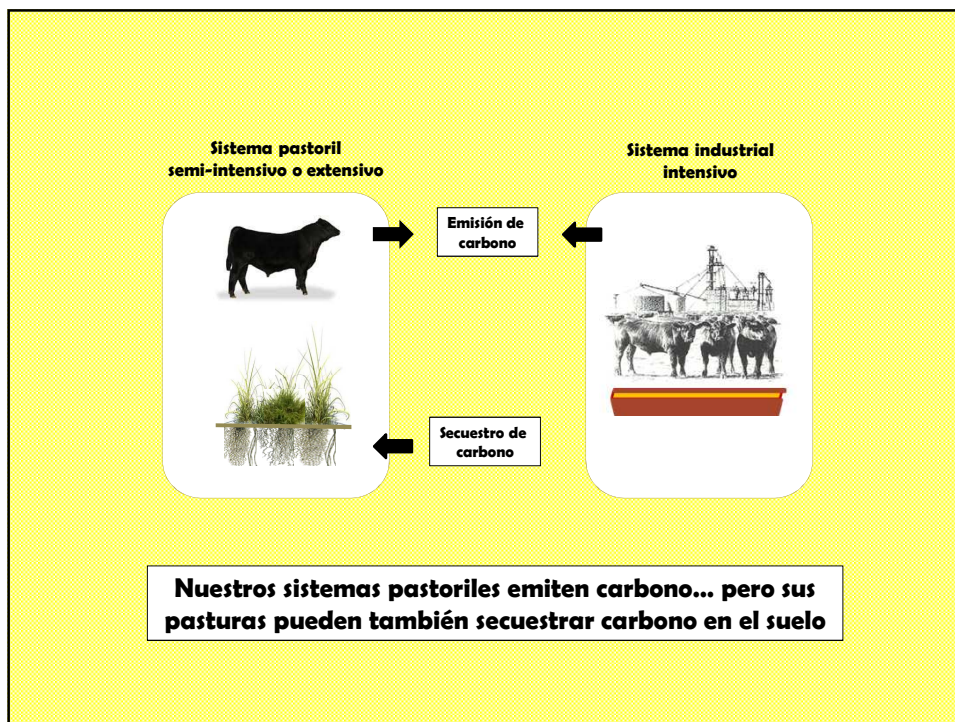 Sistema pastoril
semi-intensivo o extensivo
Sistema industrial
intensivo
Emisión de
carbono
Secuestro de
carbono
Nuestros sistemas pastoriles emiten carbono... pero sus
pasturas pueden también secuestrar carbono en el suelo